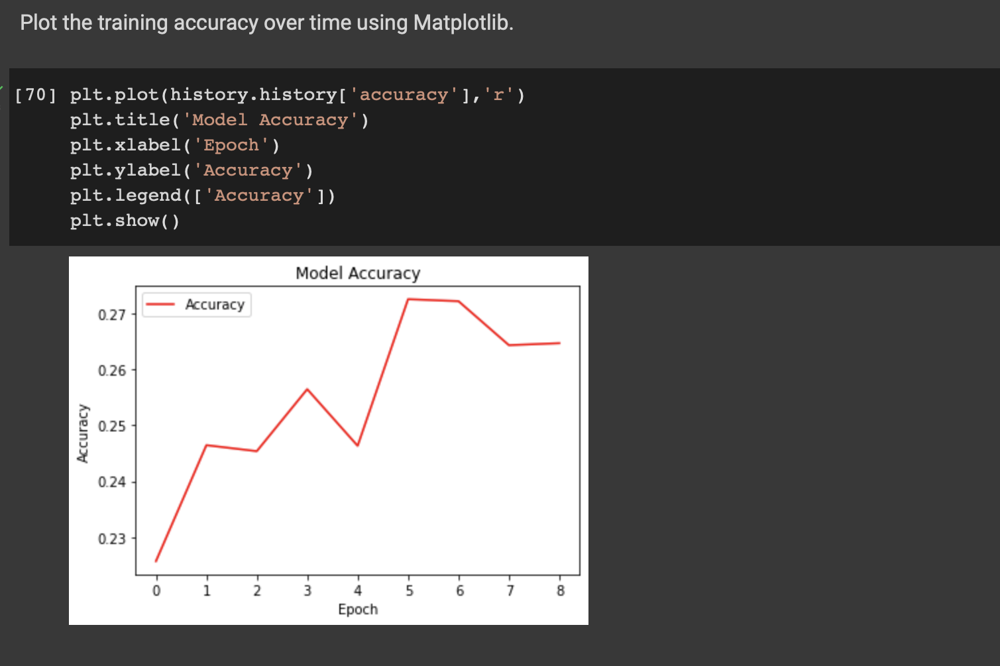 Plot the training accuracy over time using Matplotlib.
[70] plt.plot(history.history['accuracy'],'r')
plt.title('Model Accuracy')
plt.xlabel('Epoch')
plt.ylabel('Accuracy')
plt.legend(['Accuracy'])
plt.show()
Model Accuracy
Accuracy
0.27
0.26
0.25
0.24
0.23
Accuracy
0 1 2 3 4 5 6 7 8
Epoch